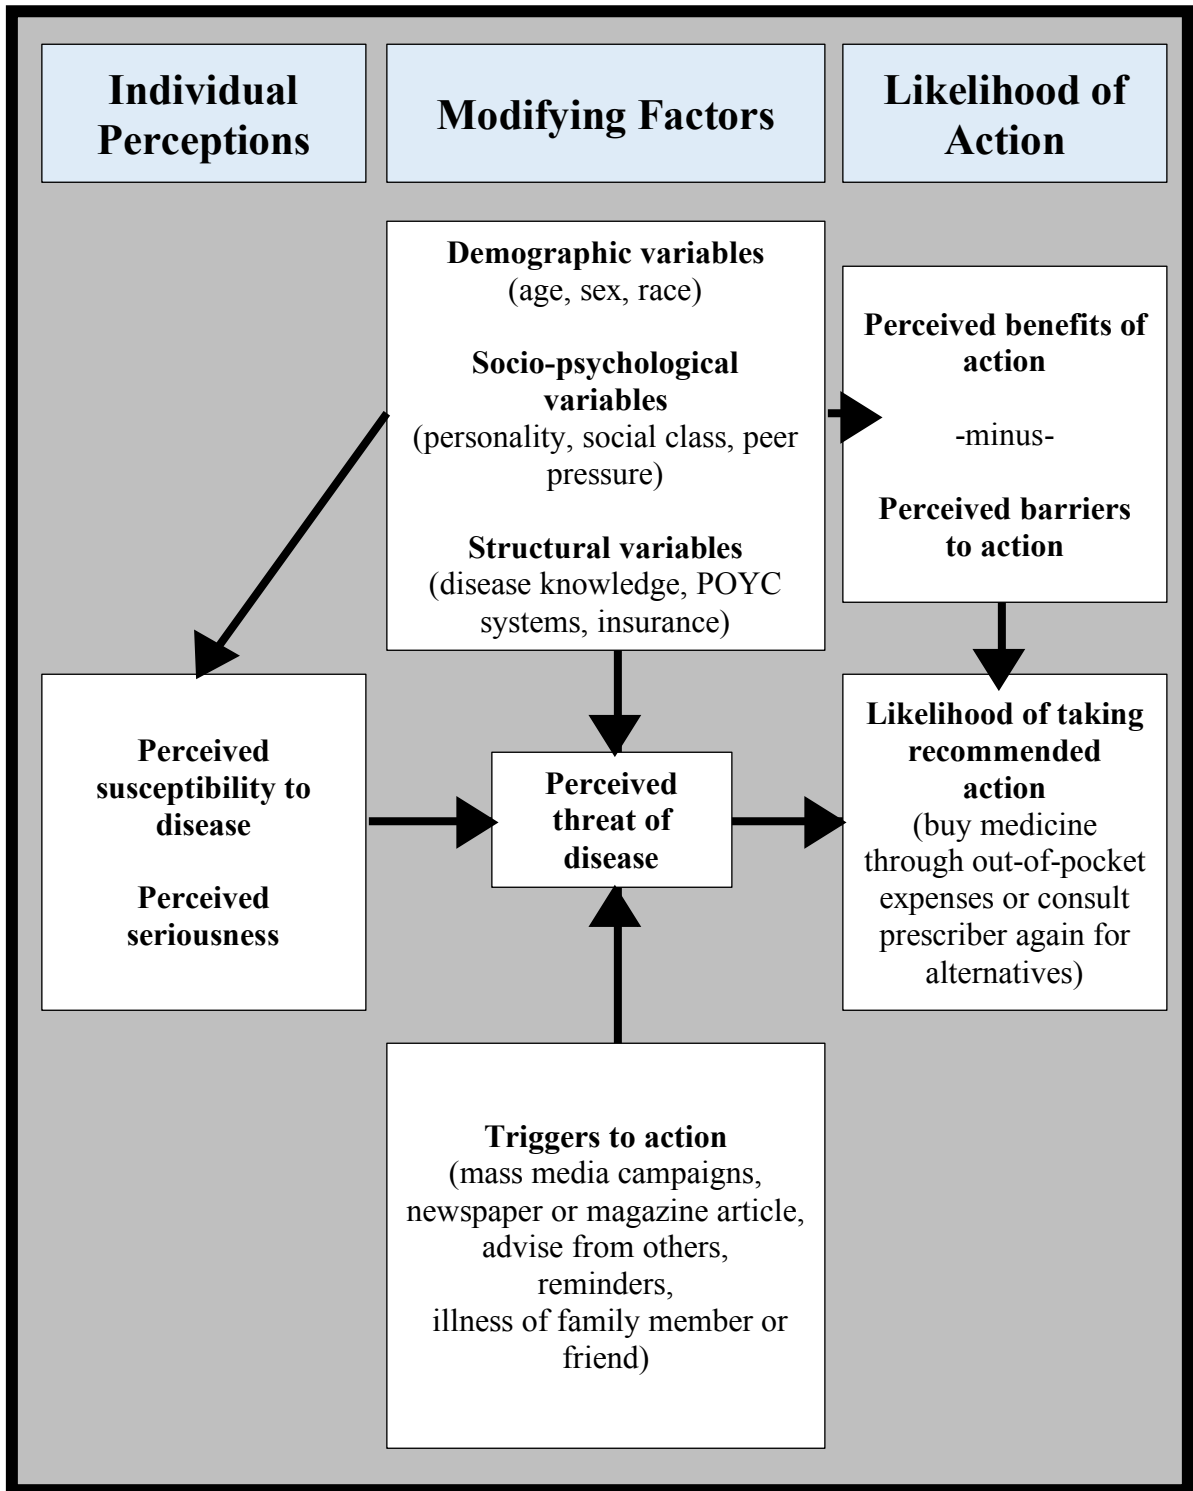 Individual
Perceptions
Modifying Factors
Likelihood of
Action
Demographic variables
(age, sex, race)
Socio-psychological
variables
(personality, social class, peer
pressure)
Structural variables
(disease knowledge, POYC
systems, insurance)
Perceived benefits of
action
-minus-
Perceived barriers
to action
Perceived
susceptibility to
disease
Perceived
seriousness
Perceived
threat of
disease
Likelihood of taking
recommended
action
(buy medicine
through out-of-pocket
expenses or consult
prescriber again for
alternatives)
Triggers to action
(mass media campaigns,
newspaper or magazine article,
advise from others,
reminders,
illness of family member or
friend)